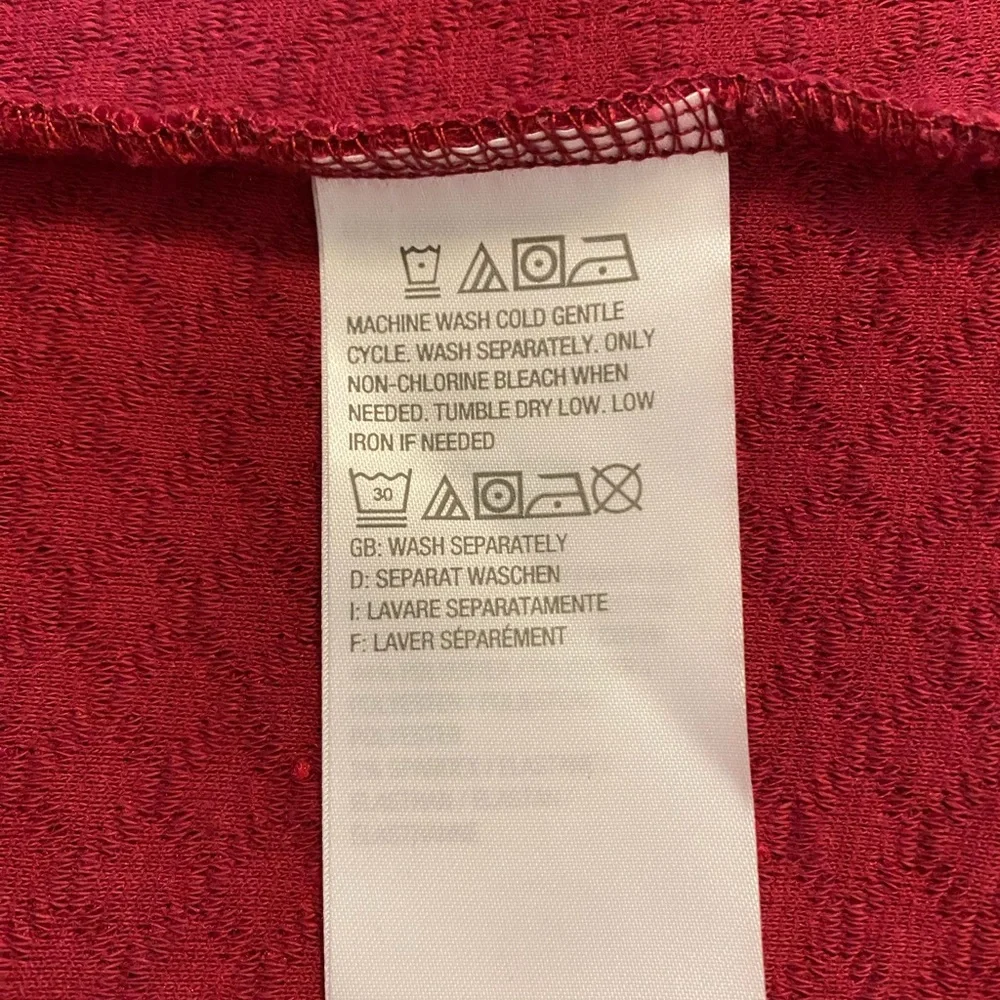 MACHINE WASH COLD GENTLE
CYCLE. WASH SEPARATELY. ONLY
NON-CHLORINE BLEACH WHEN
NEEDED. TUMBLE DRY LOW. LOW
IRON IF NEEDED
30
GB: WASH SEPARATELY
D: SEPARAT WASCHEN
I: LAVARE SEPARATAMENTE
F: LAVER SÉPARÉMENT